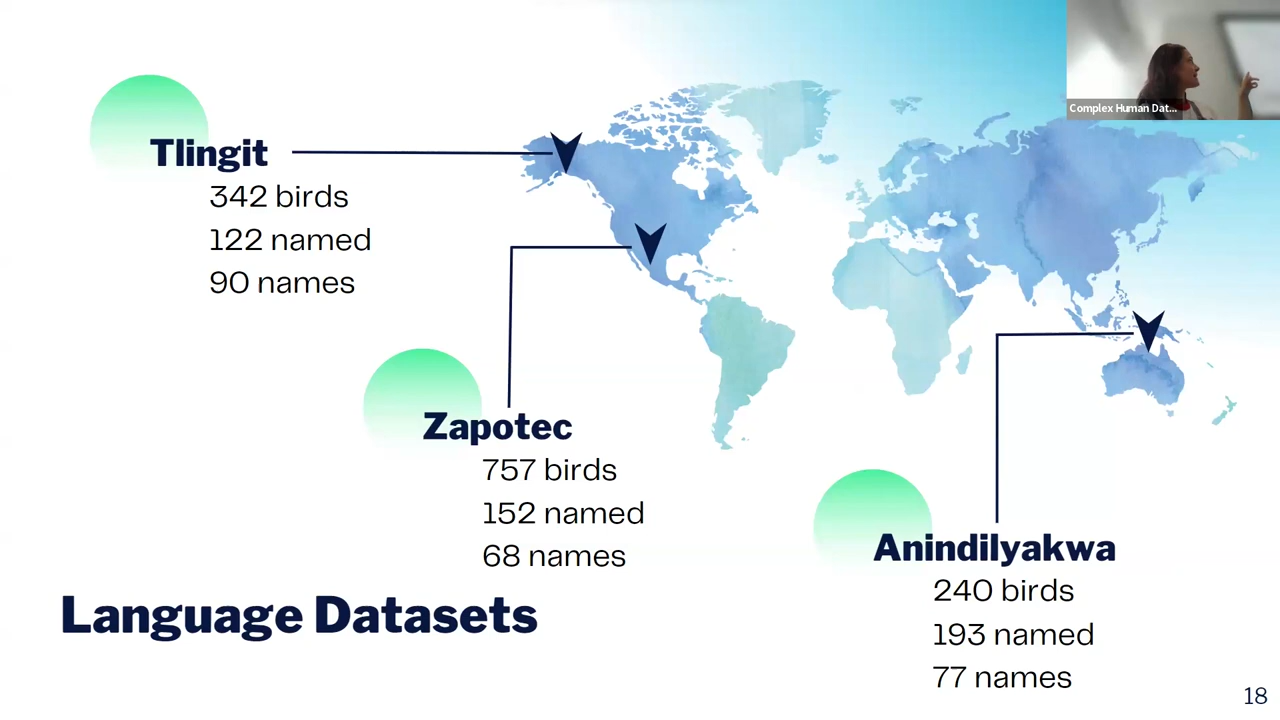 Complex Human Dat...
Tlingit
342 birds
122 named
90 names
Zapotec
757 birds
152 named
68 names
Anindilyakwa
240 birds
193 named
77 names
Language Datasets
18